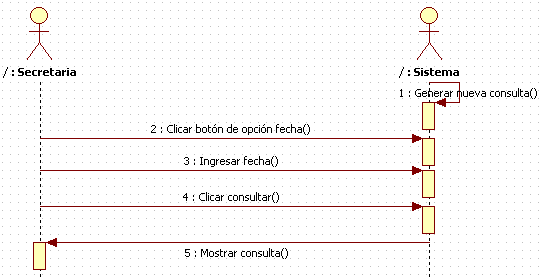 / : Secretaria
/ : Sistema
1 : Generar nueva consulta()
2 : Clicar botón de opción fecha()
3 : Ingresar fecha()
4 : Clicar consultar()
5 : Mostrar consulta()